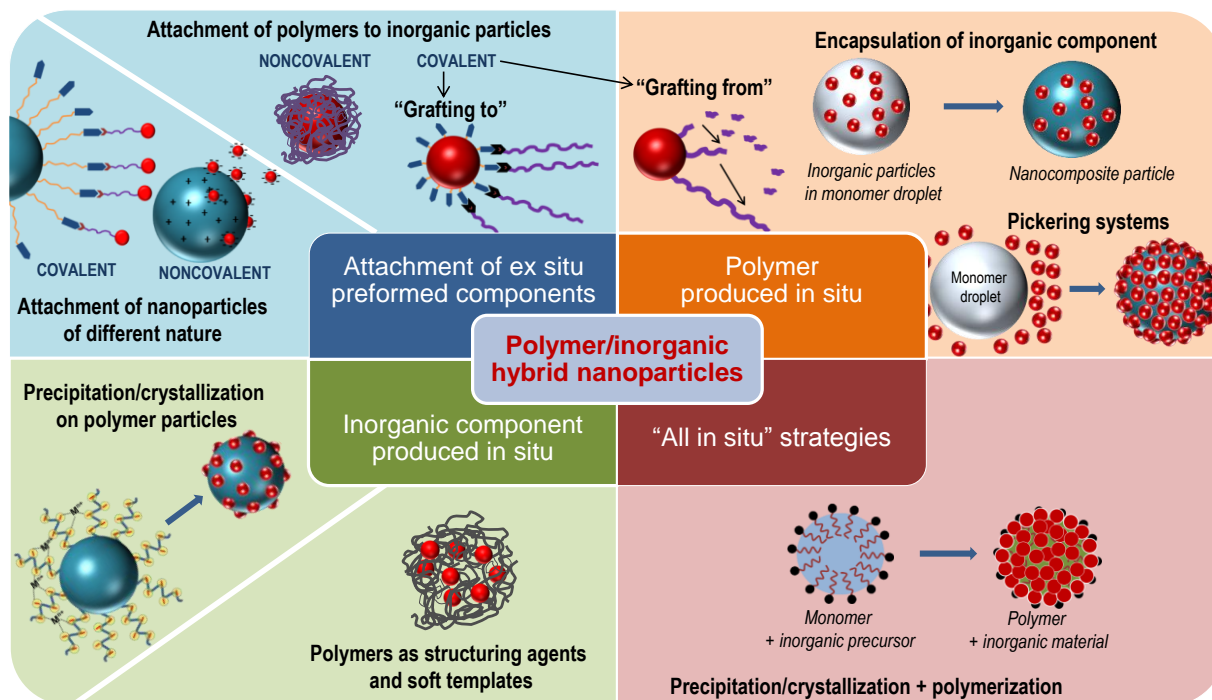 Attachment of polymers to inorganic particles
NONCOVALENT
COVALENT
“Grafting to”
COVALENT
NONCOVALENT
Attachment of nanoparticles
of different nature
“Grafting from”
Encapsulation of inorganic component
Inorganic particles
in monomer droplet
Nanocomposite particle
Pickering systems
Monomer
droplet
Attachment of ex situ
preformed components
Polymer
produced in situ
Polymer/inorganic
hybrid nanoparticles
Inorganic component
produced in situ
“All in situ” strategies
Precipitation/crystallization
on polymer particles
Polymers as structuring agents
and soft templates
Monomer
+ inorganic precursor
Polymer
+ inorganic material
Precipitation/crystallization + polymerization